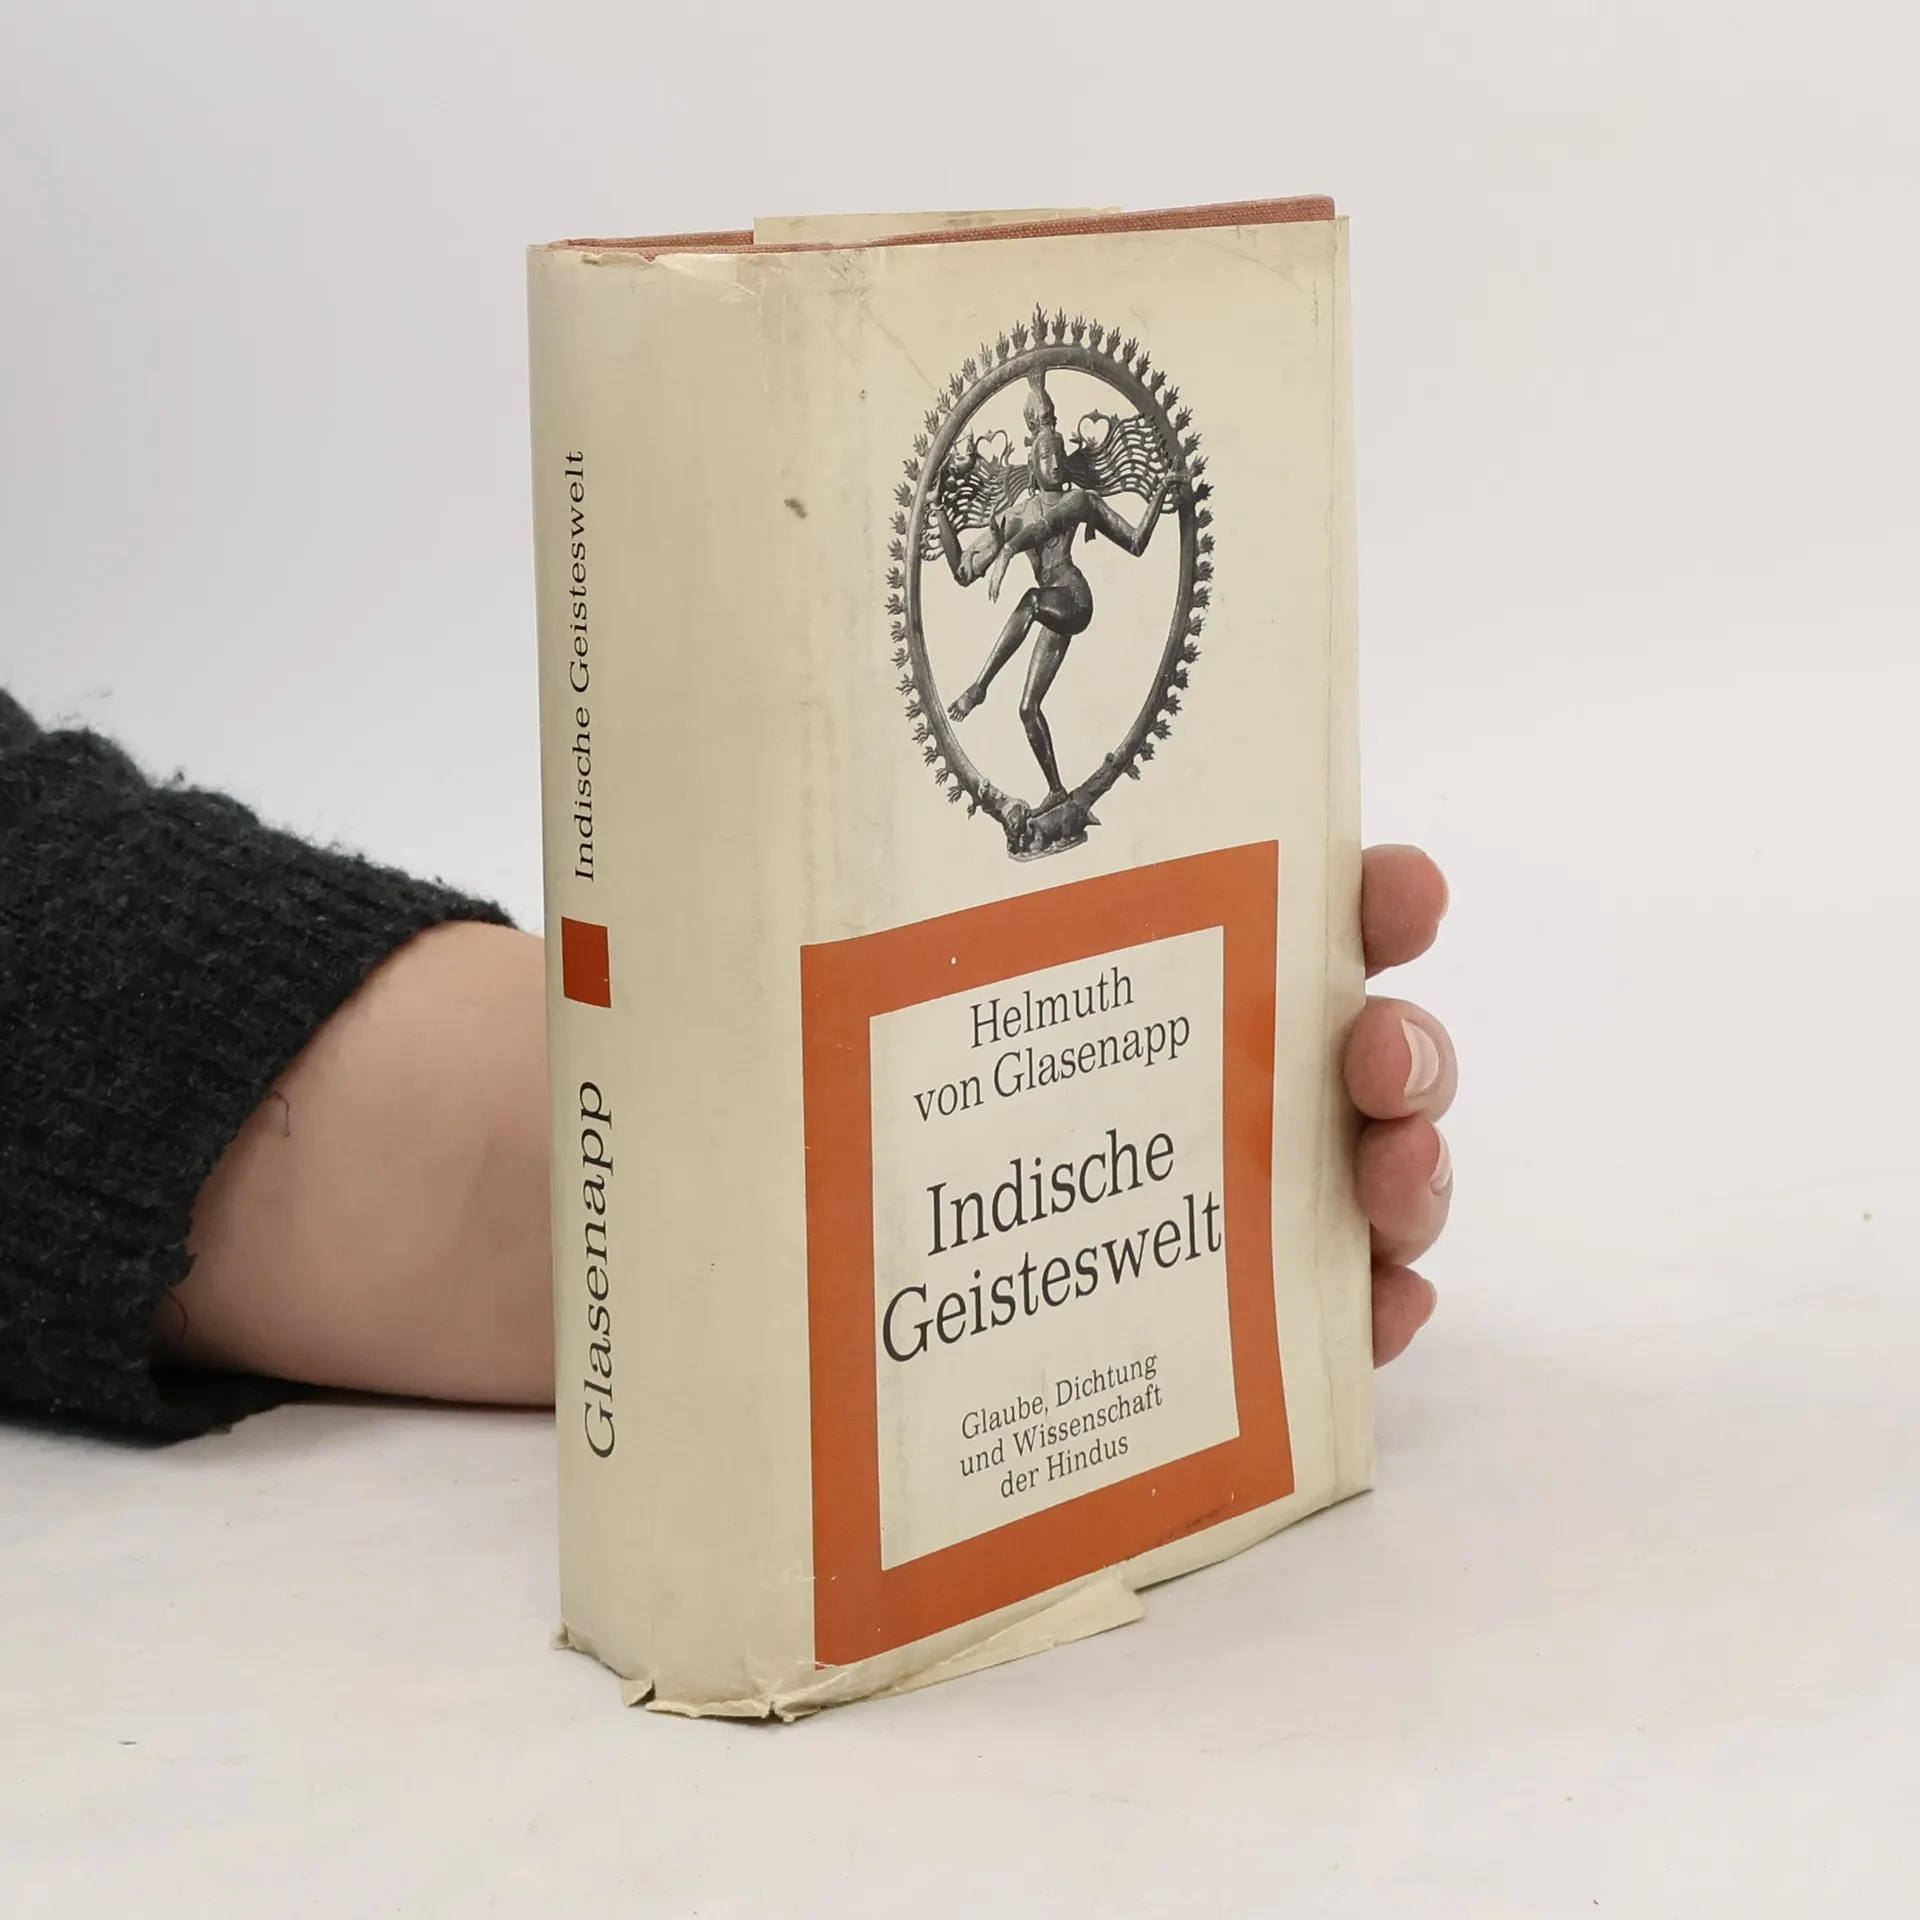 Glasenapp
Indische Geisteswelt
Helmuth
von Glasenapp
Indische
Geisteswelt
Glaube, Dichtung
und Wissenschaft
der Hindus